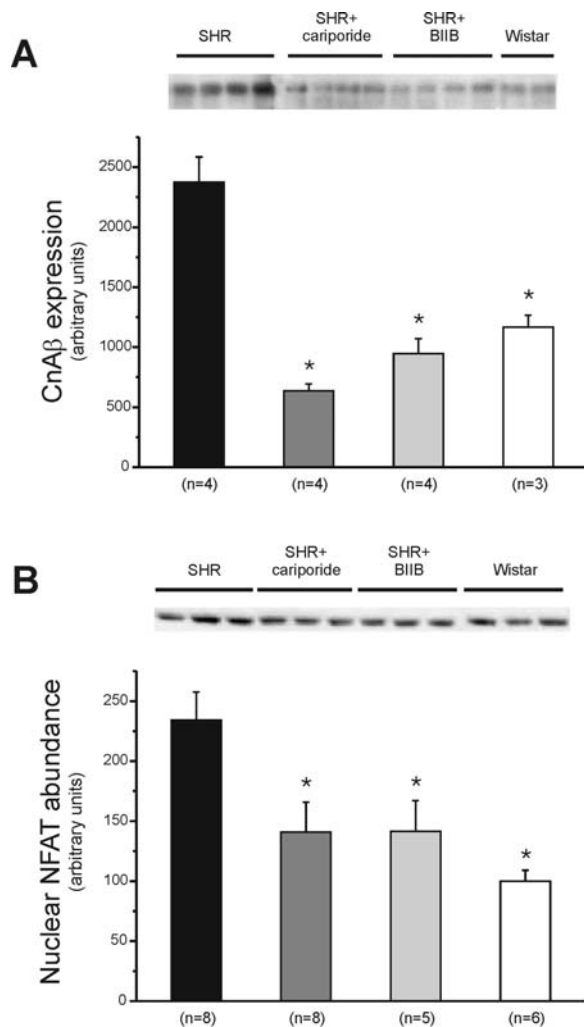 A
SHR
SHR+
cariporide
SHR+
BIIB
Wistar
CnAβ expression
(arbitrary units)
2500
2000
1500
1000
500
0
*
*
*
(n=4)
(n=4)
(n=4)
(n=3)
B
SHR
SHR+
cariporide
SHR+
BIIB
Wistar
Nuclear NFAT abundance
(arbitrary units)
250
200
150
100
50
0
*
*
*
(n=8)
(n=8)
(n=5)
(n=6)